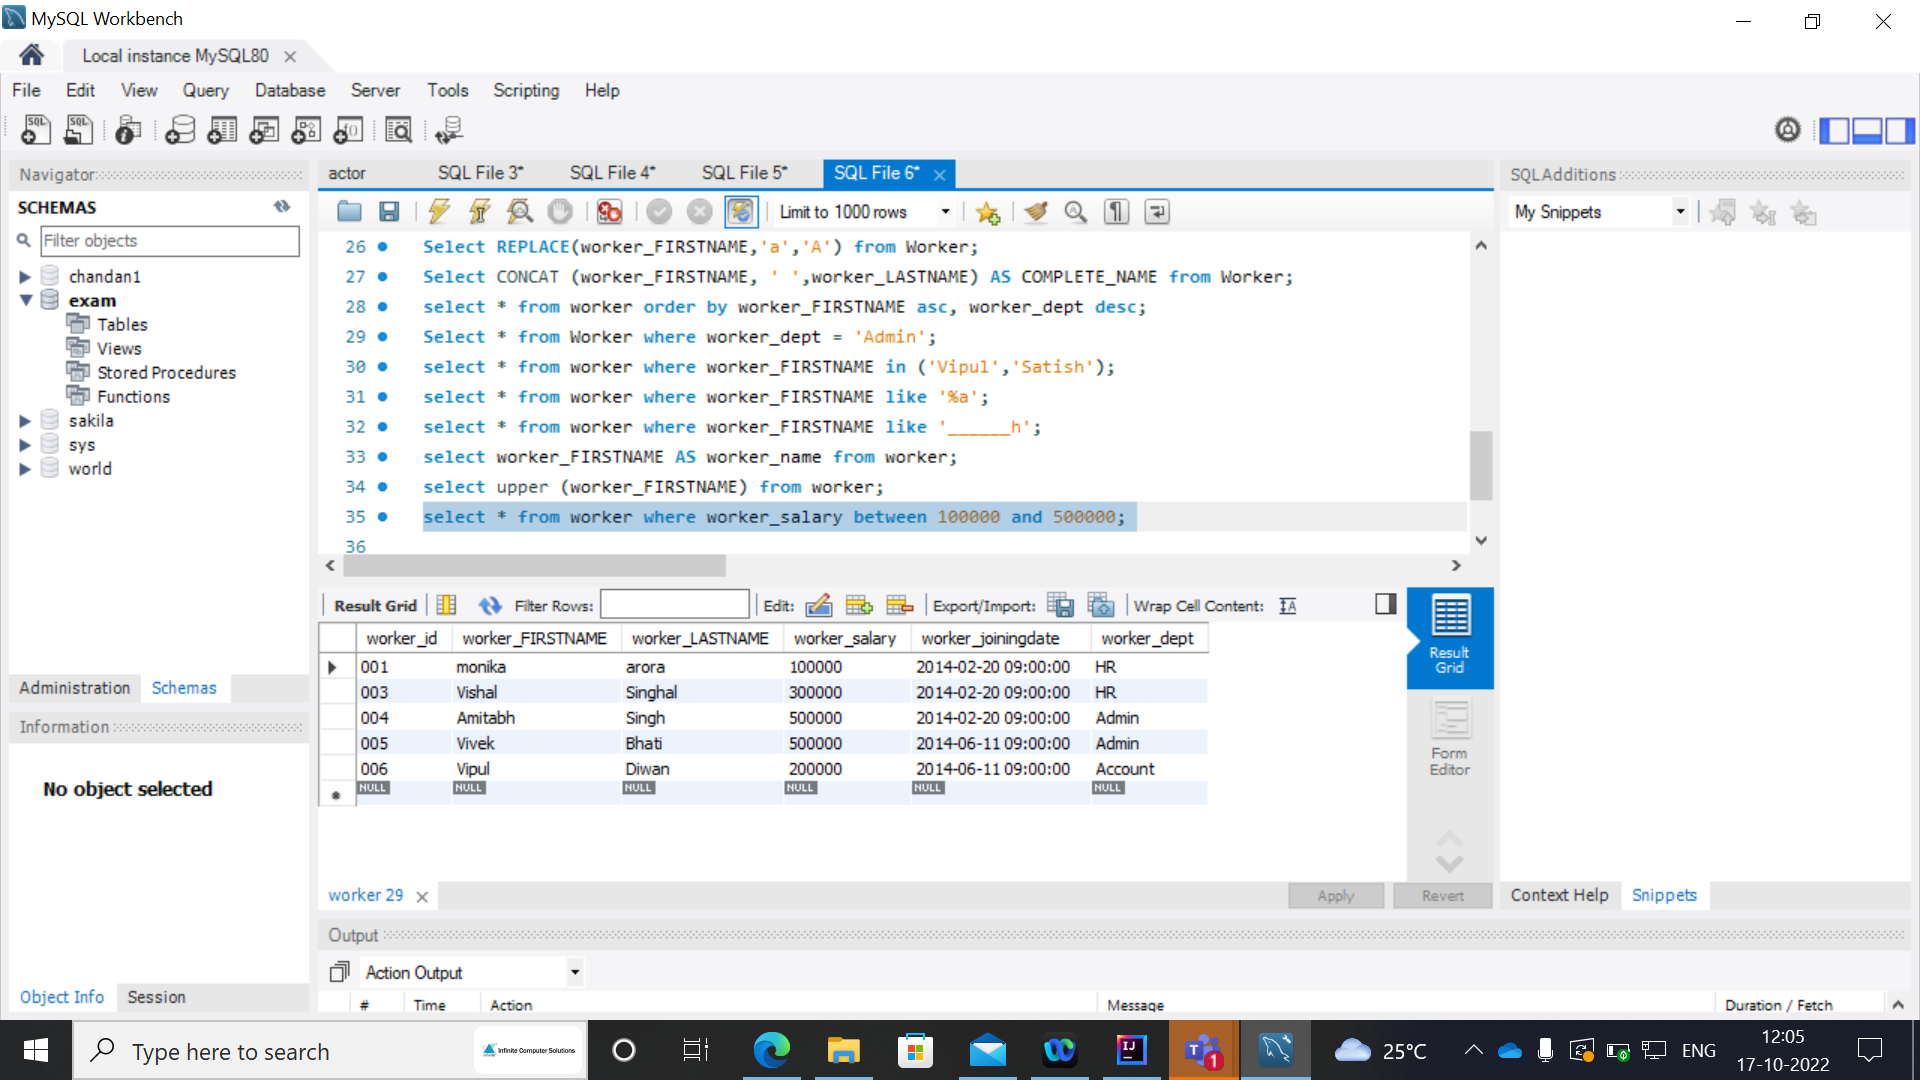 MySQL Workbench
Local instance MySQL80
File Edit View Query Database Server Tools Scripting Help
Navigator
SCHEMAS
Filter objects
chandan1
exam
Tables
Views
Stored Procedures
Functions
sakila
sys
world
Administration Schemas
Information
No object selected
Object Info Session
actor SQL File 3* SQL File 4* SQL File 5* SQL File 6*
Limit to 1000 rows
26 Select REPLACE(worker_FIRSTNAME,'a','A') from Worker;
27 Select CONCAT (worker_FIRSTNAME, ' ',worker_LASTNAME) AS COMPLETE_NAME from Worker;
28 select * from worker order by worker_FIRSTNAME asc, worker_dept desc;
29 Select * from Worker where worker_dept = 'Admin';
30 select * from worker where worker_FIRSTNAME in ('Vipul','Satish');
31 select * from worker where worker_FIRSTNAME like '%a';
32 select * from worker where worker_FIRSTNAME like '______h';
33 select worker_FIRSTNAME AS worker_name from worker;
34 select upper (worker_FIRSTNAME) from worker;
35 select * from worker where worker_salary between 100000 and 500000;
36
Result Grid Filter Rows: Edit: Export/Import: Wrap Cell Content:
worker_id worker_FIRSTNAME worker_LASTNAME worker_salary worker_joiningdate worker_dept
001 monika arora 100000 2014-02-20 09:00:00 HR
003 Vishal Singhal 300000 2014-02-20 09:00:00 HR
004 Amitabh Singh 500000 2014-02-20 09:00:00 Admin
005 Vivek Bhati 500000 2014-06-11 09:00:00 Admin
006 Vipul Diwan 200000 2014-06-11 09:00:00 Account
NULL NULL NULL NULL NULL NULL
Result
Grid
Form
Editor
worker 29
Apply Revert
SQLAdditions
My Snippets
Context Help Snippets
Output
Action Output
# Time Action Message Duration / Fetch
Type here to search
Infinite Computer Solutions
1
25°C
ENG
12:05
17-10-2022